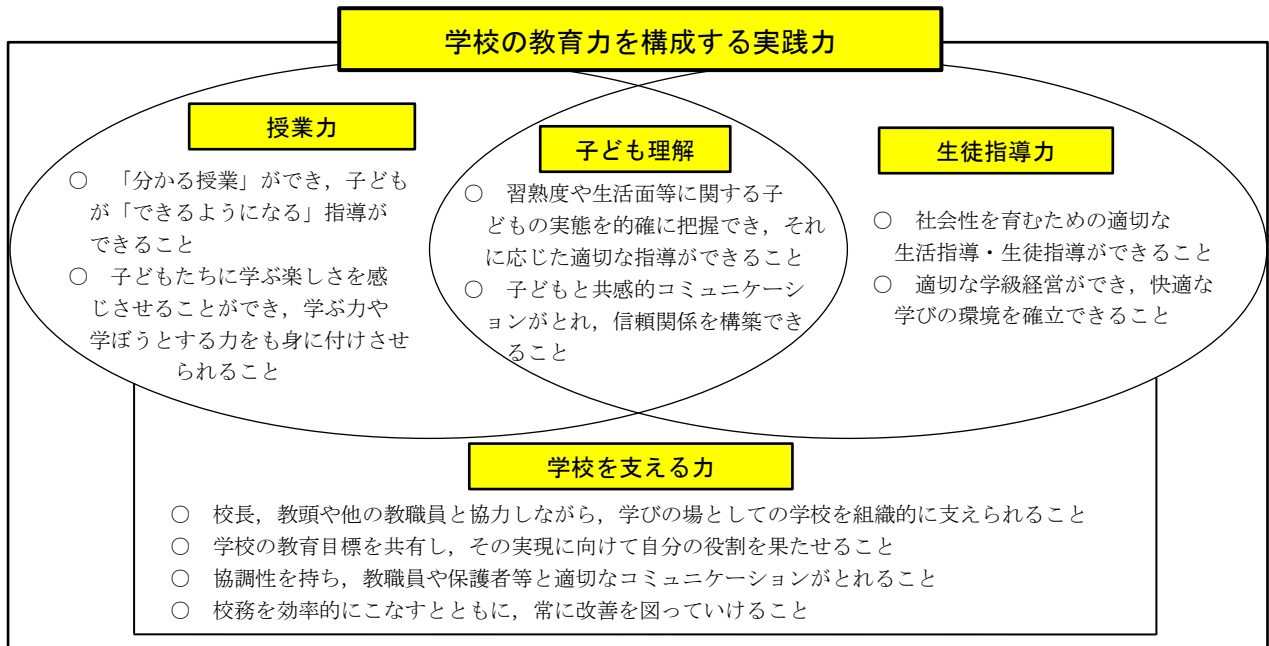 学校の教育力を構成する実践力
授業力
○ 「分かる授業」ができ，子ども
が「できるようになる」指導が
できること
○ 子どもたちに学ぶ楽しさを感
じさせることができ，学ぶ力や
学ぼうとする力をも身に付けさせ
られること
子ども理解
○ 習熟度や生活面等に関する子
どもの実態を的確に把握でき，それ
に応じた適切な指導ができること
○ 子どもと共感的コミュニケーシ
ョンがとれ，信頼関係を構築でき
ること
生徒指導力
○ 社会性を育むための適切な
生活指導・生徒指導ができること
○ 適切な学級経営ができ，快適な
学びの環境を確立できること
学校を支える力
○ 校長，教頭や他の教職員と協力しながら，学びの場としての学校を組織的に支えられること
○ 学校の教育目標を共有し，その実現に向けて自分の役割を果たせること
○ 協調性を持ち，教職員や保護者等と適切なコミュニケーションがとれること
○ 校務を効率的にこなすとともに，常に改善を図っていけること